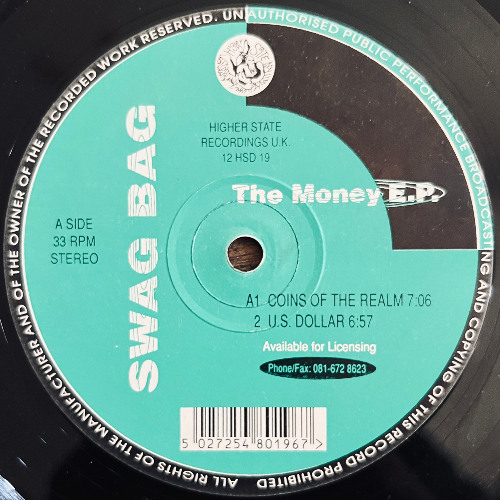 ALL RIGHTS OF THE MANUFACTURER AND OF THE OWNER OF THE RECORDED WORK RESERVED. UNAUTHORISED PUBLIC PERFORMANCE BROADCASTING AND COPYING OF THIS RECORD PROHIBITED
HIGHER STATE
RECORDINGS U.K.
12 HSD 19
SWAG BAG
The Money E.P.
A SIDE
33 RPM
STEREO
A1 COINS OF THE REALM 7:06
2 U.S. DOLLAR 6:57
Available for Licensing
Phone/Fax: 081-672 8623
5 027254 801967 >